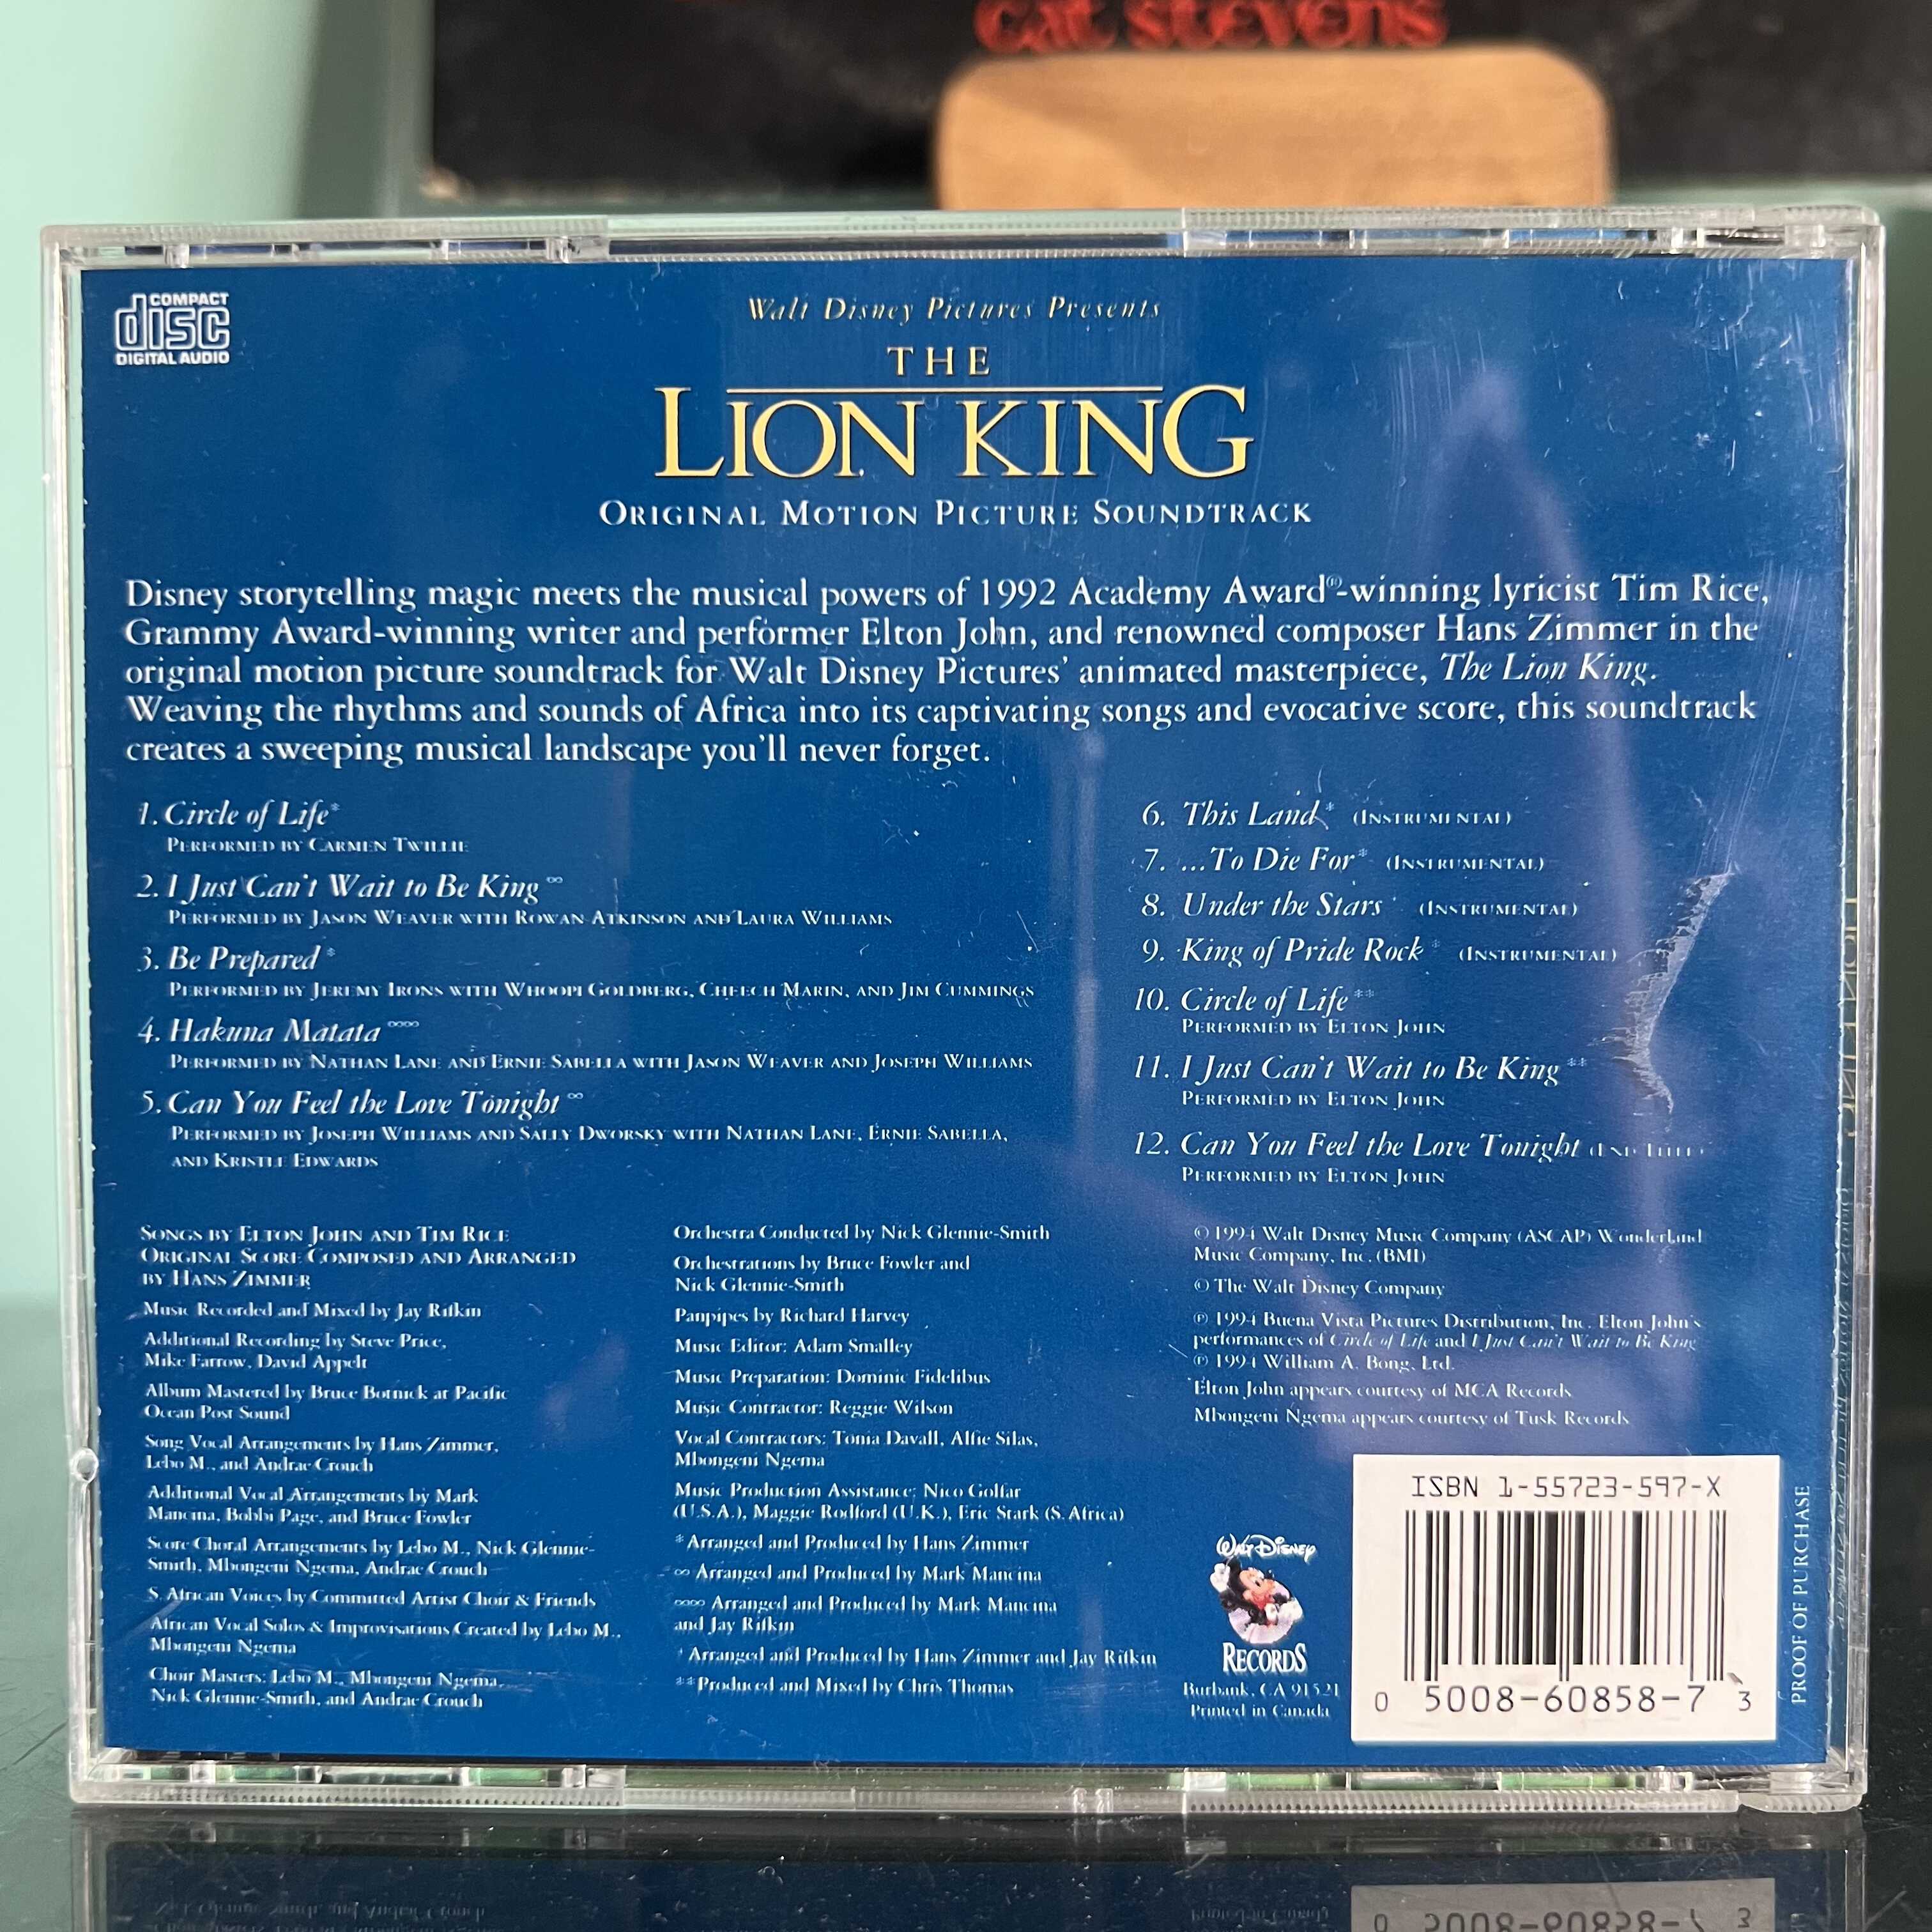 cat stevens
COMPACT
disc
DIGITAL AUDIO
Walt Disney Pictures Presents
THE
LION KING
ORIGINAL MOTION PICTURE SOUNDTRACK
Disney storytelling magic meets the musical powers of 1992 Academy Award®-winning lyricist Tim Rice,
Grammy Award-winning writer and performer Elton John, and renowned composer Hans Zimmer in the
original motion picture soundtrack for Walt Disney Pictures' animated masterpiece, The Lion King.
Weaving the rhythms and sounds of Africa into its captivating songs and evocative score, this soundtrack
creates a sweeping musical landscape you'll never forget.
1. Circle of Life*
PERFORMED BY CARMEN TWILLIE
2. I Just Can't Wait to Be King ∞
PERFORMED BY JASON WEAVER WITH ROWAN ATKINSON AND LAURA WILLIAMS
3. Be Prepared *
PERFORMED BY JEREMY IRONS WITH WHOOPI GOLDBERG, CHEECH MARIN, AND JIM CUMMINGS
4. Hakuna Matata ∞∞
PERFORMED BY NATHAN LANE AND ERNIE SABELLA WITH JASON WEAVER AND JOSEPH WILLIAMS
5. Can You Feel the Love Tonight ∞
PERFORMED BY JOSEPH WILLIAMS AND SALLY DWORSKY WITH NATHAN LANE, ERNIE SABELLA,
AND KRISTLE EDWARDS
6. This Land* (INSTRUMENTAL)
7. ...To Die For* (INSTRUMENTAL)
8. Under the Stars (INSTRUMENTAL)
9. King of Pride Rock * (INSTRUMENTAL)
10. Circle of Life**
PERFORMED BY ELTON JOHN
11. I Just Can't Wait to Be King**
PERFORMED BY ELTON JOHN
12. Can You Feel the Love Tonight (END TITLE)
PERFORMED BY ELTON JOHN
SONGS BY ELTON JOHN AND TIM RICE
ORIGINAL SCORE COMPOSED AND ARRANGED
BY HANS ZIMMER
Music Recorded and Mixed by Jay Rifkin
Additional Recording by Steve Price,
Mike Farrow, David Appelt
Album Mastered by Bruce Botnick at Pacific
Ocean Post Sound
Song Vocal Arrangements by Hans Zimmer,
Lebo M., and Andrae Crouch
Additional Vocal Arrangements by Mark
Mancina, Bobbi Page, and Bruce Fowler
Score Choral Arrangements by Lebo M., Nick Glennie-
Smith, Mbongeni Ngema, Andrae Crouch
S. African Voices by Committed Artist Choir & Friends
African Vocal Solos & Improvisations Created by Lebo M.,
Mbongeni Ngema
Choir Masters: Lebo M., Mbongeni Ngema,
Nick Glennie-Smith, and Andrae Crouch
Orchestra Conducted by Nick Glennie-Smith
Orchestrations by Bruce Fowler and
Nick Glennie-Smith
Panpipes by Richard Harvey
Music Editor: Adam Smalley
Music Preparation: Dominic Fidelibus
Music Contractor: Reggie Wilson
Vocal Contractors: Tonia Davall, Alfie Silas,
Mbongeni Ngema
Music Production Assistance: Nico Golfar
(U.S.A.), Maggie Rodford (U.K.), Eric Stark (S. Africa)
*Arranged and Produced by Hans Zimmer
∞ Arranged and Produced by Mark Mancina
∞∞ Arranged and Produced by Mark Mancina
and Jay Rifkin
† Arranged and Produced by Hans Zimmer and Jay Rifkin
**Produced and Mixed by Chris Thomas
© 1994 Walt Disney Music Company (ASCAP) Wonderland
Music Company, Inc. (BMI)
© The Walt Disney Company
℗ 1994 Buena Vista Pictures Distribution, Inc. Elton John's
performances of Circle of Life and I Just Can't Wait to Be King
℗ 1994 William A. Bong, Ltd.
Elton John appears courtesy of MCA Records
Mbongeni Ngema appears courtesy of Tusk Records
WALT DISNEY
RECORDS
Burbank, CA 91521
Printed in Canada
ISBN 1-55723-597-X
0 5008-60858-7 3
PROOF OF PURCHASE